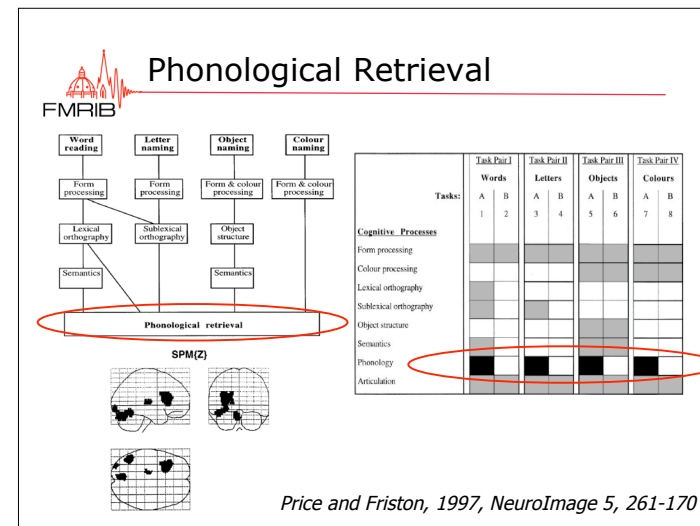 Phonological Retrieval
FMRIB
Word reading
Letter naming
Object naming
Colour naming
Form processing
Form processing
Form & colour processing
Form & colour processing
Lexical orthography
Sublexical orthography
Object structure
Semantics
Semantics
Phonological retrieval
SPM{Z}
Task Pair I Task Pair II Task Pair III Task Pair IV
Words Letters Objects Colours
Tasks: A B A B A B A B
1 2 3 4 5 6 7 8
Cognitive Processes
Form processing
Colour processing
Lexical orthography
Sublexical orthography
Object structure
Semantics
Phonology
Articulation
Price and Friston, 1997, NeuroImage 5, 261-170